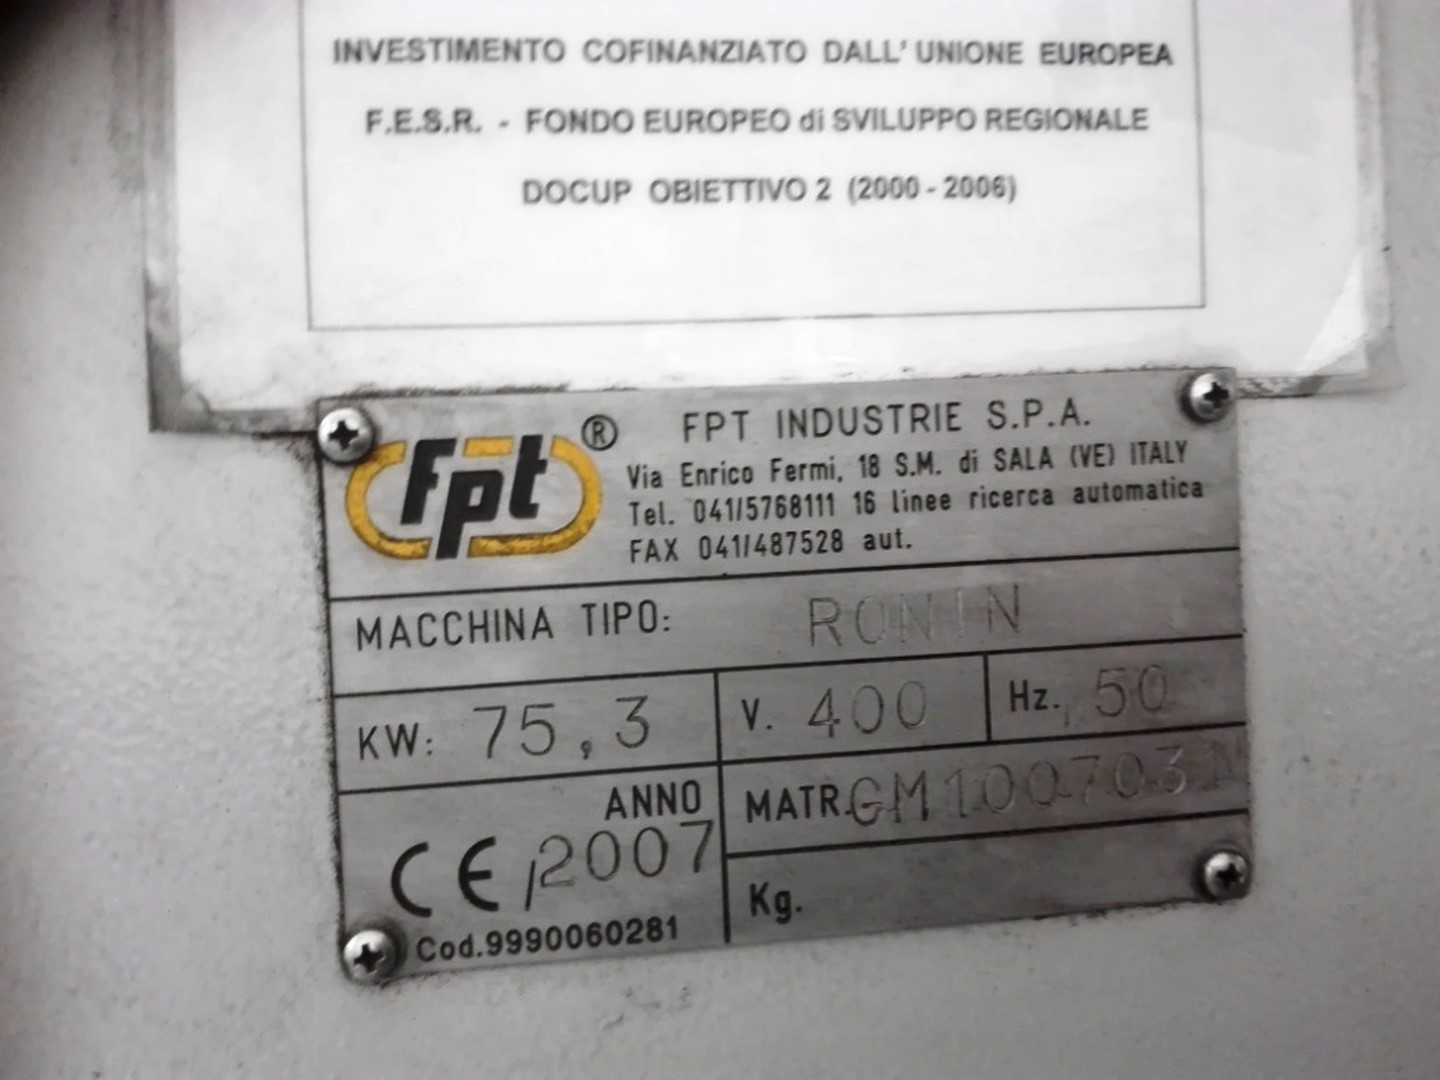 INVESTIMENTO COFINANZIATO DALL' UNIONE EUROPEA
F.E.S.R. - FONDO EUROPEO di SVILUPPO REGIONALE
DOCUP OBIETTIVO 2 (2000 - 2006)
fpt ®
FPT INDUSTRIE S.P.A.
Via Enrico Fermi, 18 S.M. di SALA (VE) ITALY
Tel. 041/5768111 16 linee ricerca automatica
FAX 041/487528 aut.
MACCHINA TIPO: RONIN
KW: 75,3 V. 400 Hz. 50
ANNO
CE / 2007
MATR. GM100703N
Kg.
Cod.9990060281